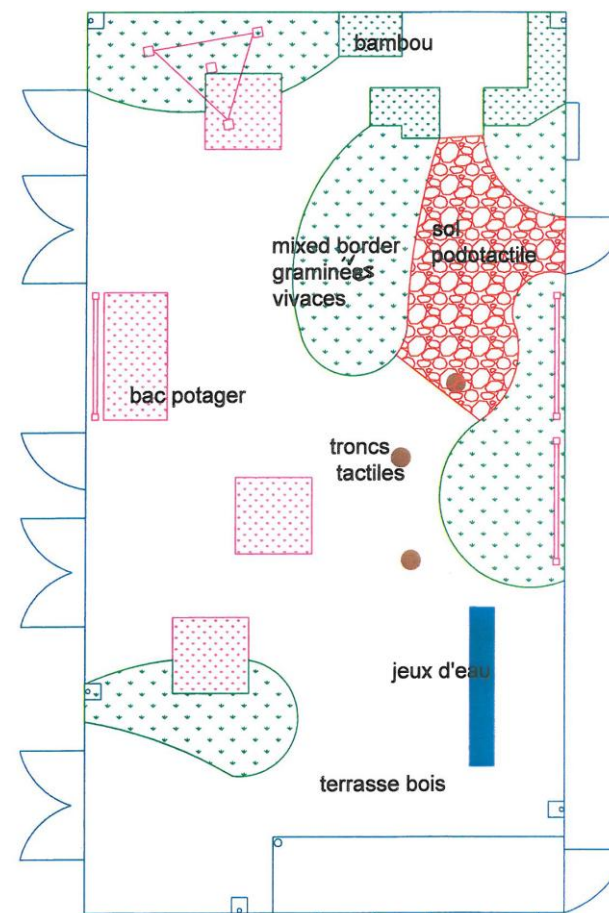 bambou
sol
podotactile
mixed border
graminées
vivaces
bac potager
troncs
tactiles
jeux d'eau
terrasse bois